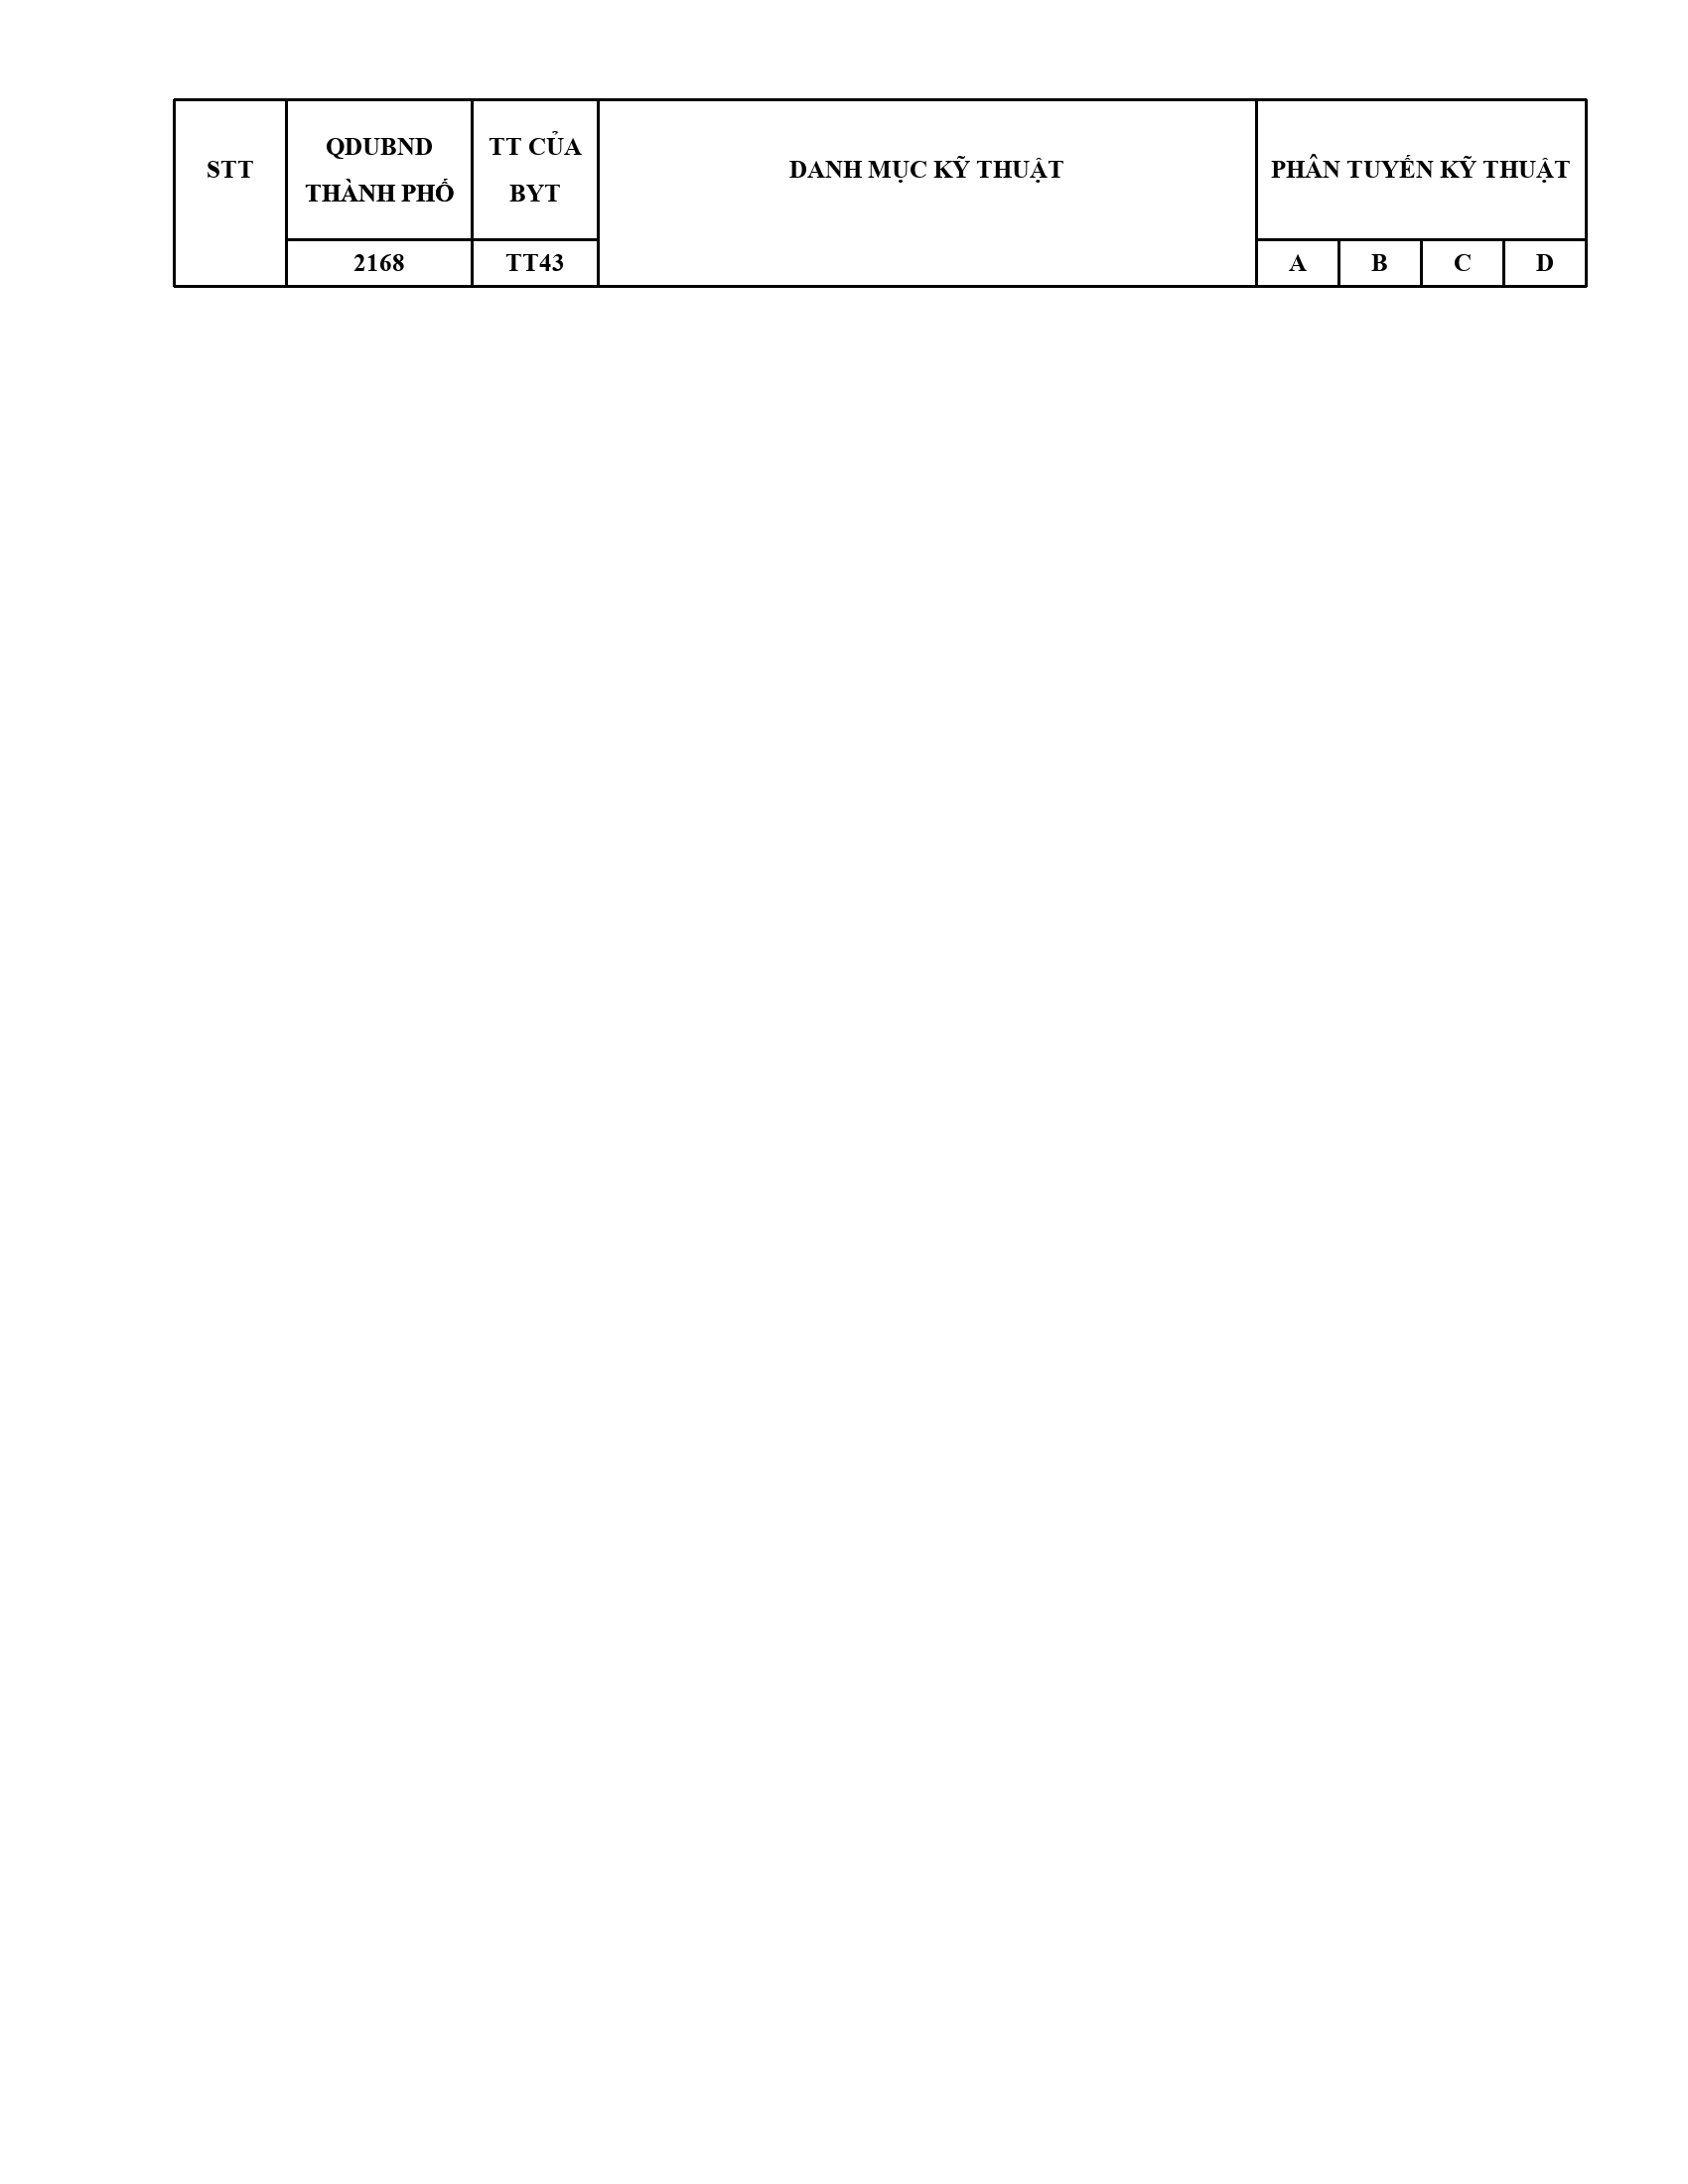 STT
QDUBND
THÀNH PHỐ
TT CỦA
BYT
DANH MỤC KỸ THUẬT
PHÂN TUYẾN KỸ THUẬT
2168
TT43
A
B
C
D